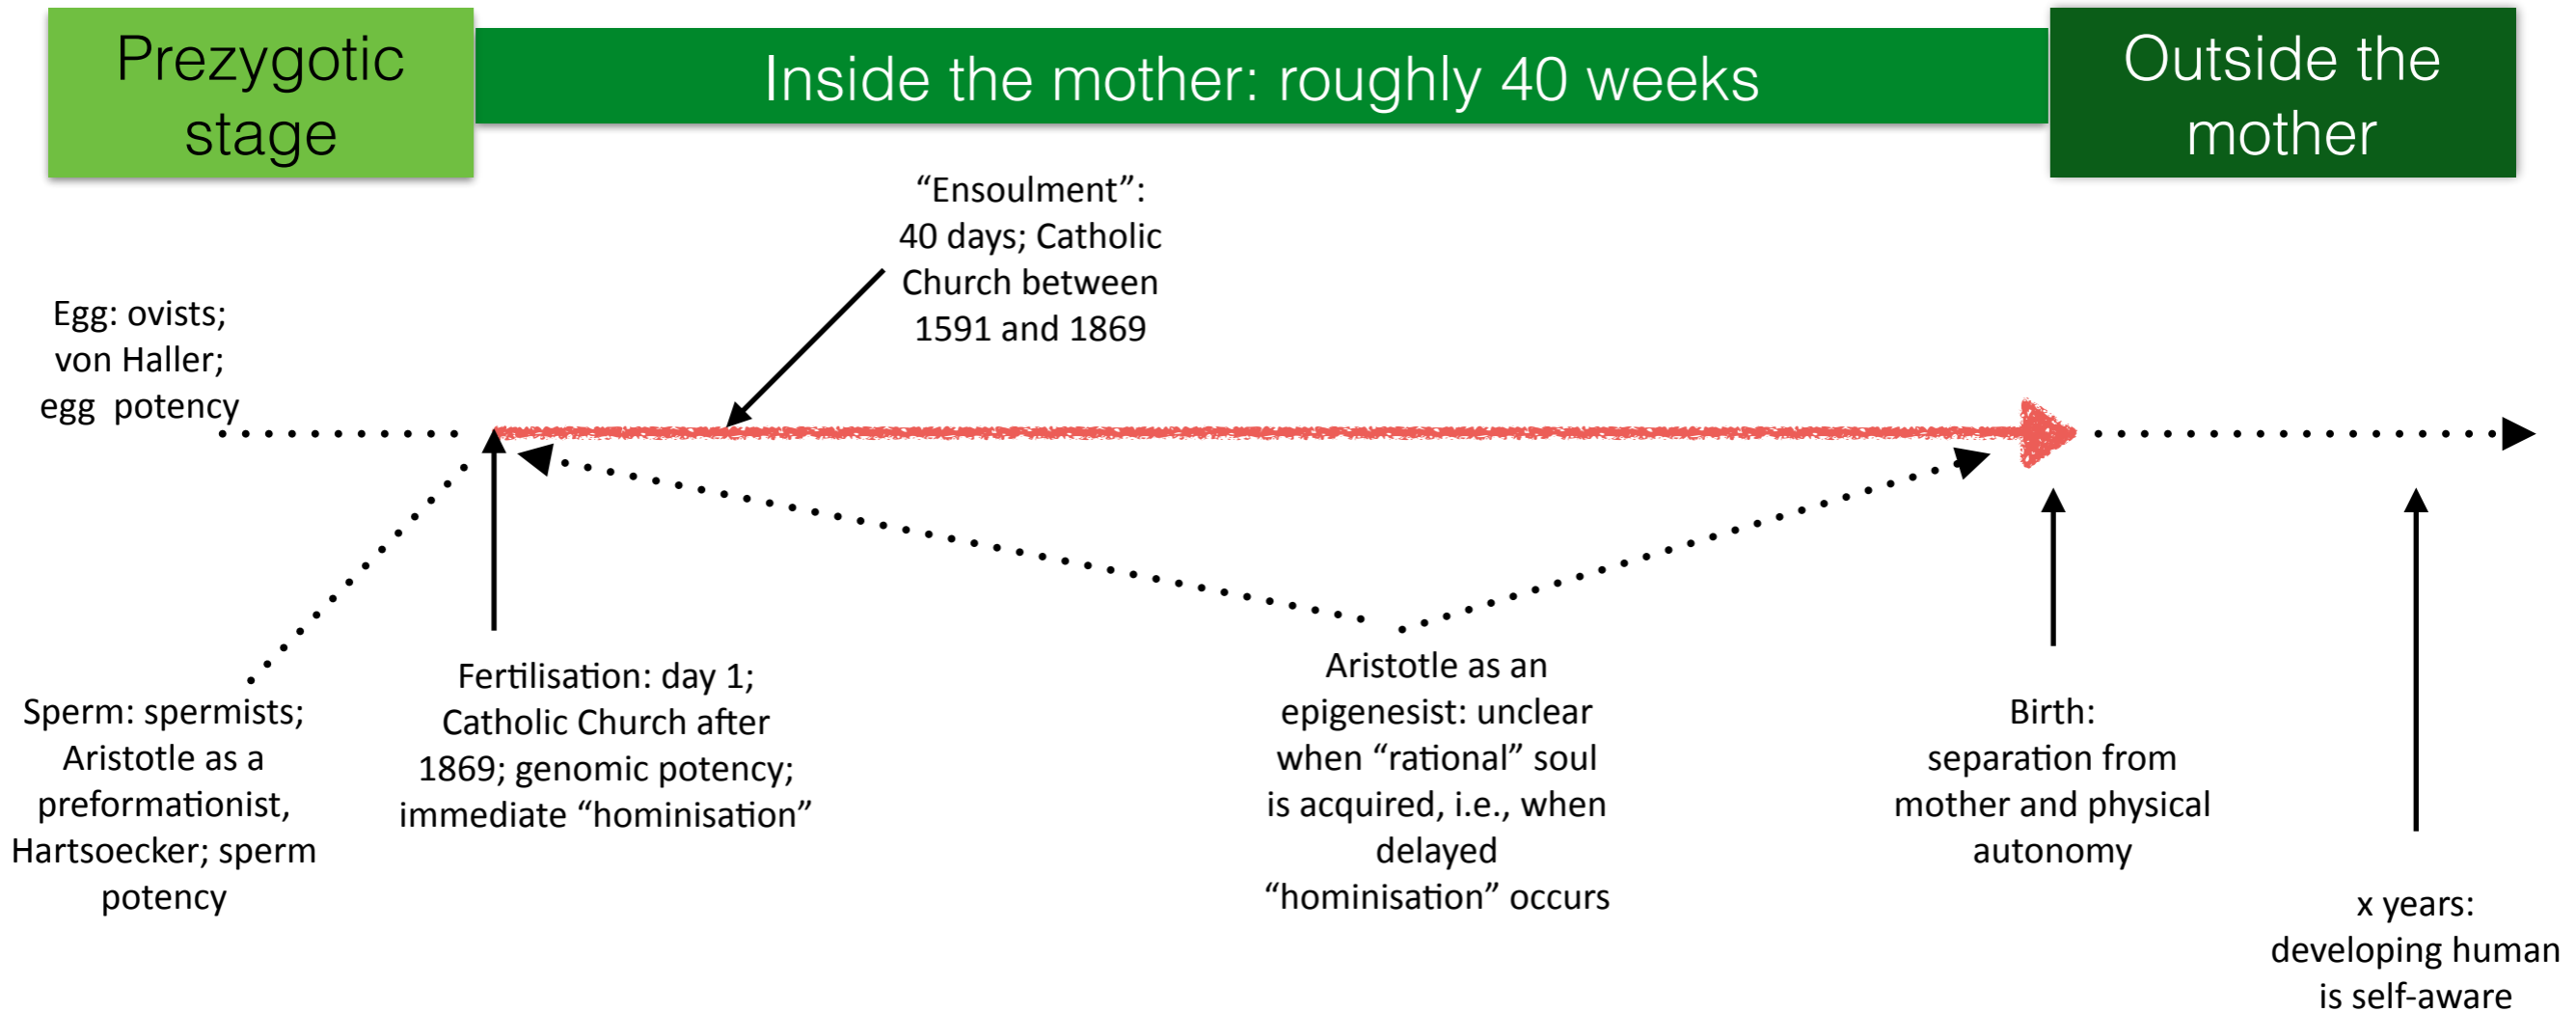 Prezygotic
stage
Inside the mother: roughly 40 weeks
Outside the
mother
“Ensoulment”:
40 days; Catholic
Church between
1591 and 1869
Egg: ovists;
von Haller;
egg potency
Sperm: spermists;
Aristotle as a
preformationist,
Hartsoecker; sperm
potency
Fertilisation: day 1;
Catholic Church after
1869; genomic potency;
immediate “hominisation”
Aristotle as an
epigenesist: unclear
when “rational” soul
is acquired, i.e., when
delayed
“hominisation” occurs
Birth:
separation from
mother and physical
autonomy
x years:
developing human
is self-aware